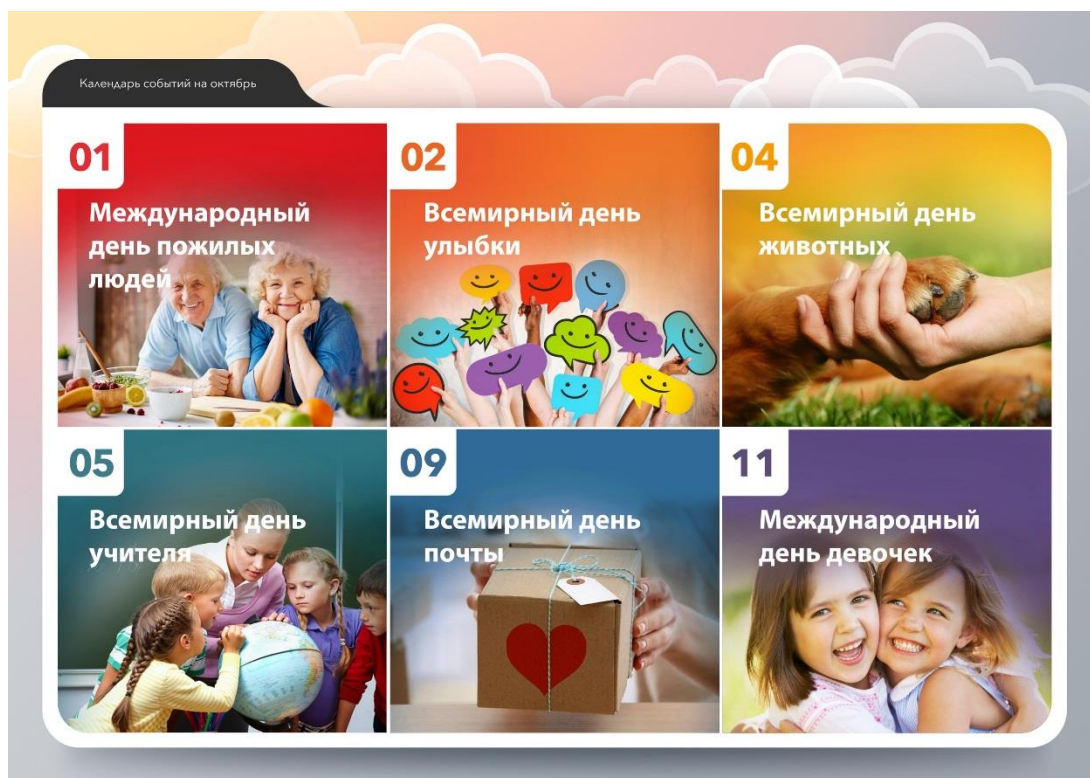 Календарь событий на октябрь
01
Международный
день пожилых
людей
02
Всемирный день
улыбки
04
Всемирный день
животных
05
Всемирный день
учителя
09
Всемирный день
почты
11
Международный
день девочек